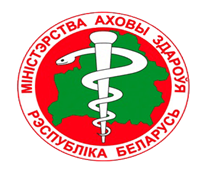 МІНІСТЭРСТВА АХОВЫ ЗДАРОЎЯ
РЭСПУБЛІКА БЕЛАРУСЬ